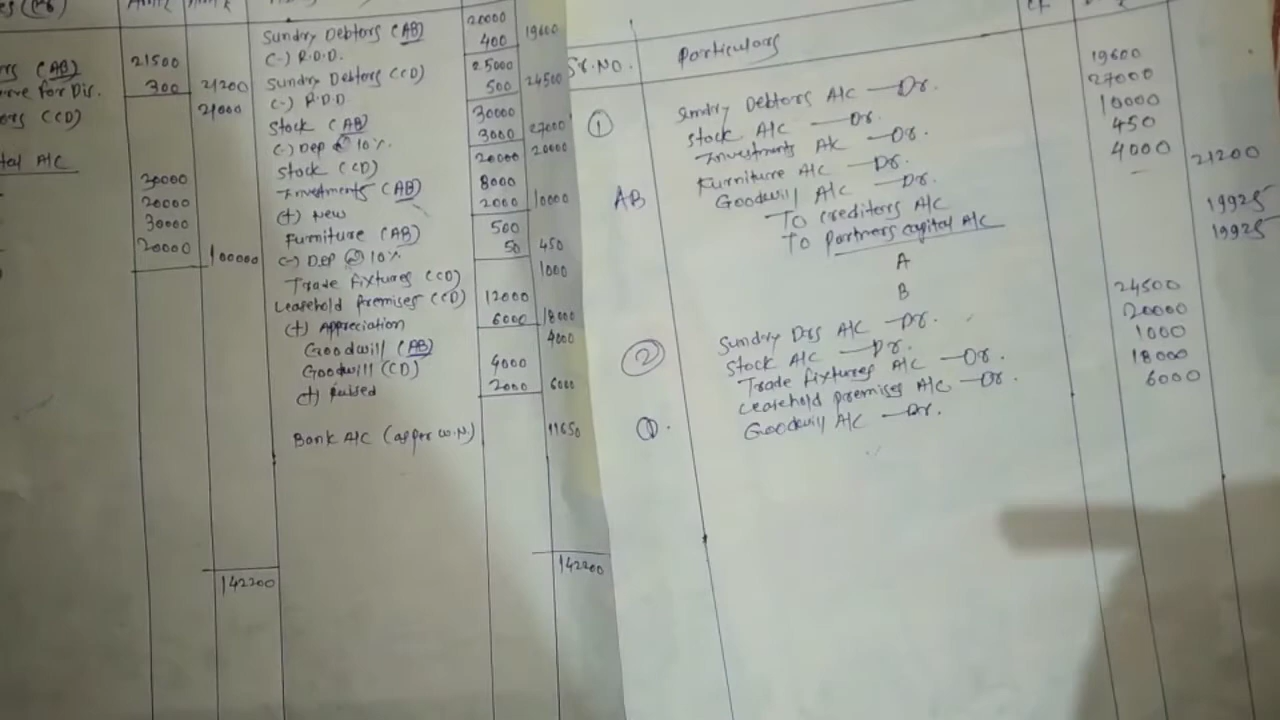 Sundry Debtors (AB) 20000
(-) R.D.D. 400 19600
(AB) 21500 Sundry Debtors (CD) 25000
for Dis. 300 21200 (-) R.D.D 500 24500
(CD) 21000 Stock (AB) 30000
(-) Dep @ 10%. 3000 27000
A/C Stock (CD) 20000 20000
30000 Investments (AB) 8000
20000 (+) New 2000 10000
30000 Furniture (AB) 500
20000 100000 (-) Dep @ 10% 50 450
Trade Fixtures (CD) 1000
Leasehold Premises (CD) 12000
(+) Appreciation 6000 18000
Goodwill (AB) 4000
Goodwill (CD) 4000
(+) Raised 2000 6000
Bank A/C (as per W.N.) 11650
142200 142200
Sr.No. Particulars
① Sundry Debtors A/C —Dr. 19600
Stock A/C —Dr. 27000
Investments A/c —Dr. 10000
Furniture A/C —Dr. 450
AB Goodwill A/C —Dr. 4000
To Creditors A/C 21200
To Partners capital A/C
A 19925
B 19925
② Sundry Drs A/C —Dr. 24500
Stock A/C —Dr. 20000
Trade fixtures A/C —Dr. 1000
Leasehold premises A/C —Dr. 18000
Goodwill A/C —Dr. 6000